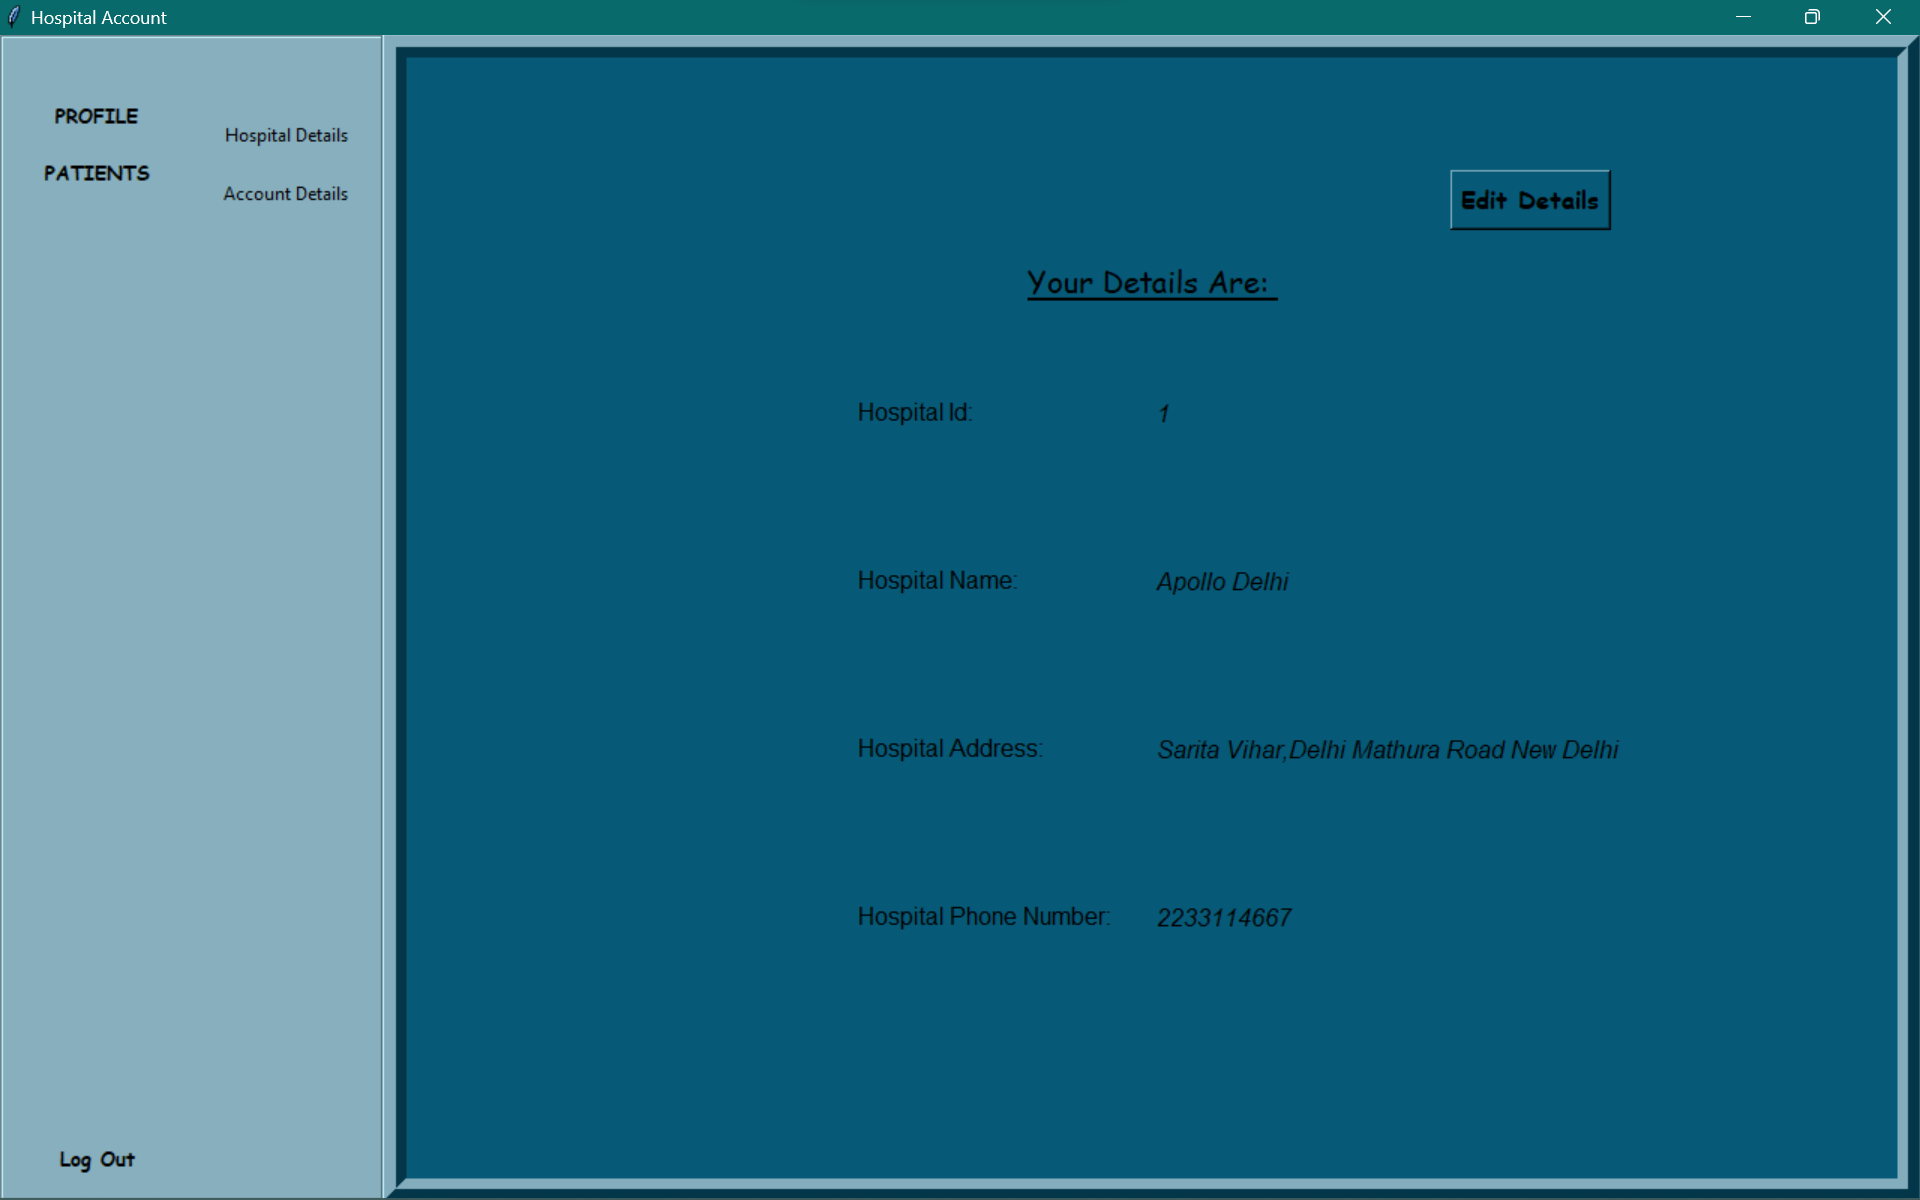 Hospital Account
PROFILE
Hospital Details
PATIENTS
Account Details
Edit Details
Your Details Are:
Hospital Id: 1
Hospital Name: Apollo Delhi
Hospital Address: Sarita Vihar,Delhi Mathura Road New Delhi
Hospital Phone Number: 2233114667
Log Out